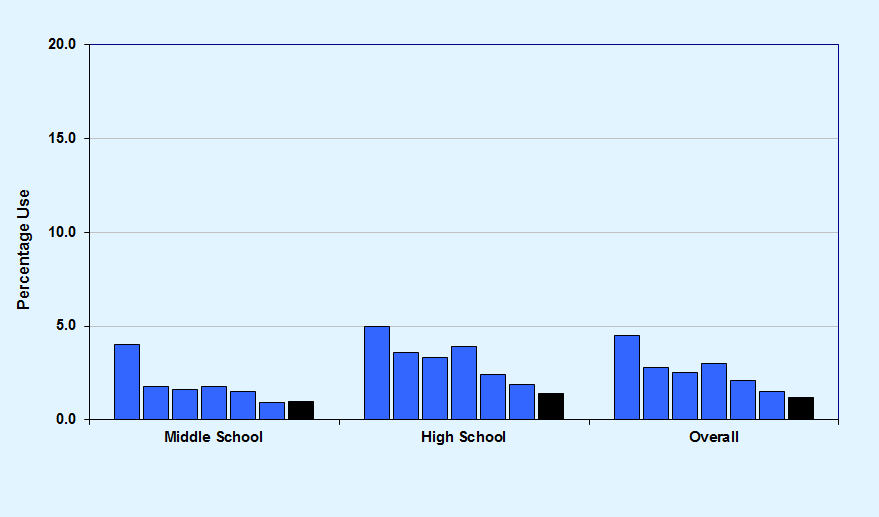 20.0
15.0
10.0
5.0
0.0
Percentage Use
Middle School
High School
Overall